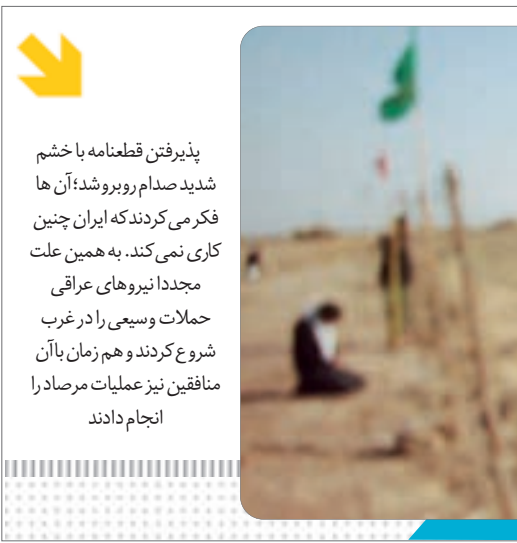 پذیرفتن قطعنامه با خشم
شدید صدام روبرو شد؛ آن ها
فکر می‌کردند که ایران چنین
کاری نمی‌کند. به همین علت
مجددا نیروهای عراقی
حملات وسیعی را در غرب
شروع کردند و هم زمان با آن
منافقین نیز عملیات مرصاد را
انجام دادند